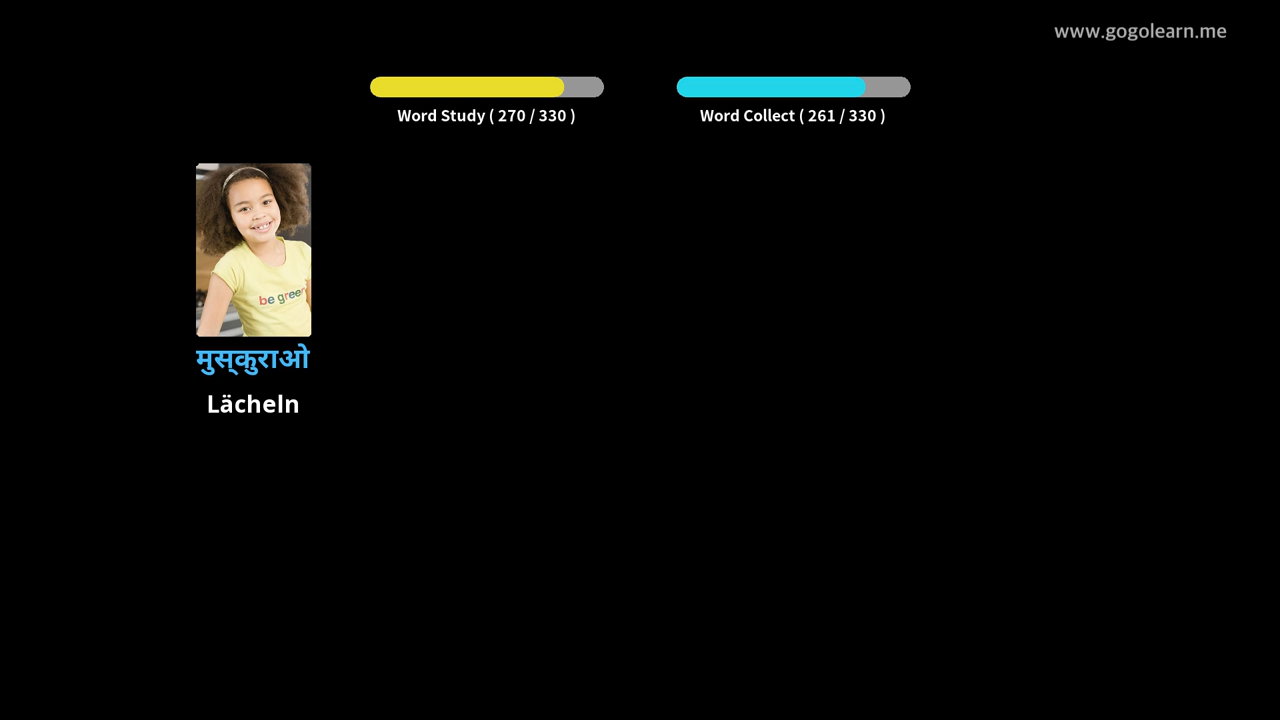 www.gogolearn.me
Word Study ( 270 / 330 )
Word Collect ( 261 / 330 )
be green
मुस्कुराओ
Lächeln